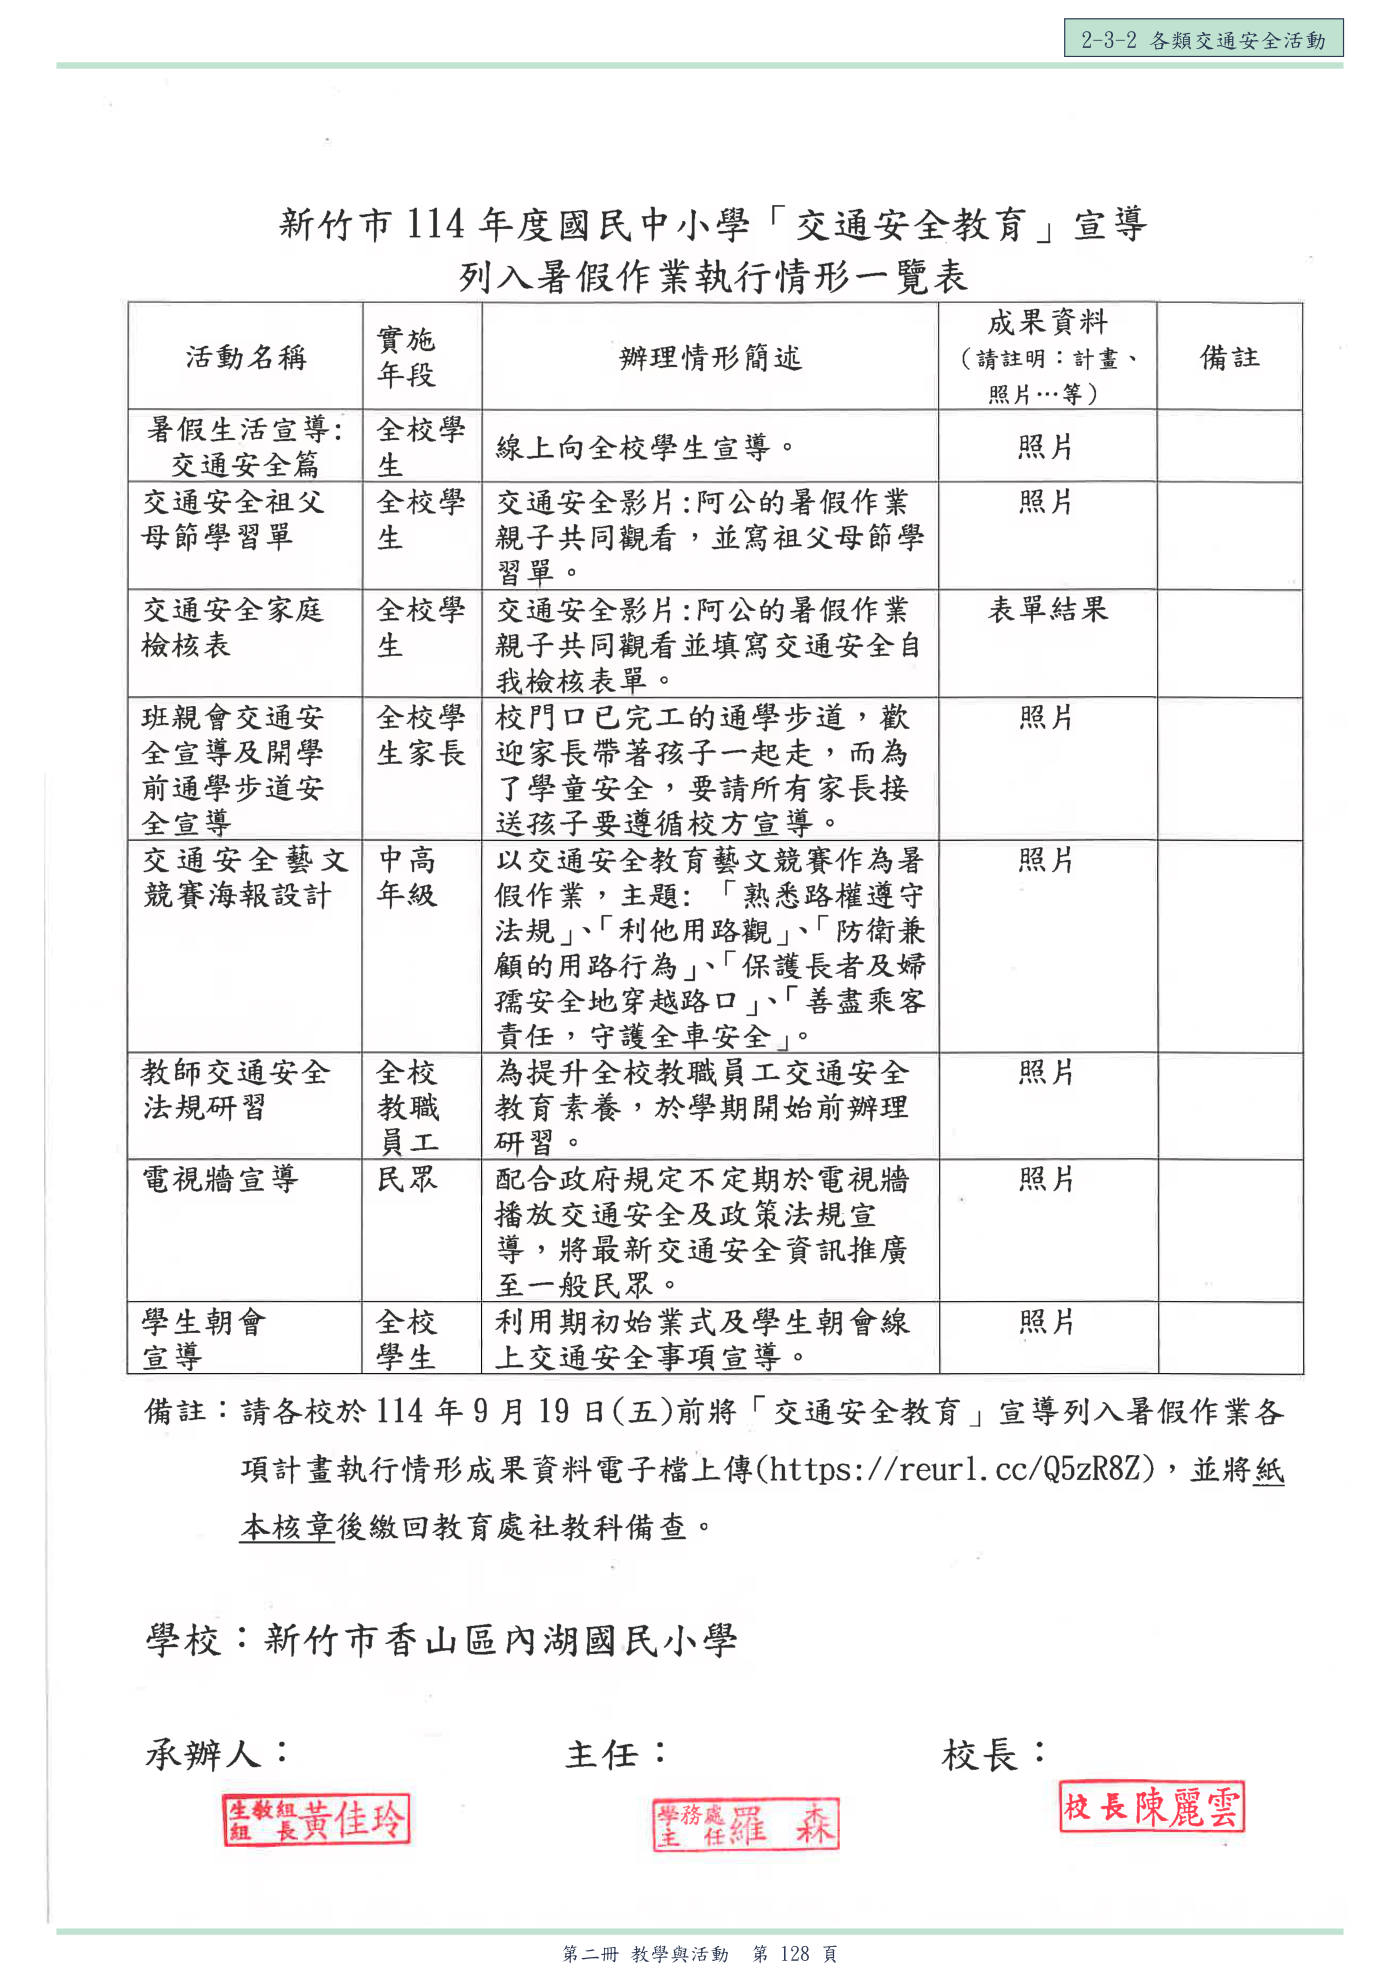 2-3-2 各類交通安全活動
新竹市 114 年度國民中小學「交通安全教育」宣導
列入暑假作業執行情形一覽表
活動名稱
實施
年段
辦理情形簡述
成果資料
（請註明：計畫、
照片…等）
備註
暑假生活宣導:
交通安全篇
全校學
生
線上向全校學生宣導。
照片
交通安全祖父
母節學習單
全校學
生
交通安全影片:阿公的暑假作業
親子共同觀看，並寫祖父母節學
習單。
照片
交通安全家庭
檢核表
全校學
生
交通安全影片:阿公的暑假作業
親子共同觀看並填寫交通安全自
我檢核表單。
表單結果
班親會交通安
全宣導及開學
前通學步道安
全宣導
全校學
生家長
校門口已完工的通學步道，歡
迎家長帶著孩子一起走，而為
了學童安全，要請所有家長接
送孩子要遵循校方宣導。
照片
交通安全藝文
競賽海報設計
中高
年級
以交通安全教育藝文競賽作為暑
假作業，主題: 「熟悉路權遵守
法規」、「利他用路觀」、「防衛兼
顧的用路行為」、「保護長者及婦
孺安全地穿越路口」、「善盡乘客
責任，守護全車安全」。
照片
教師交通安全
法規研習
全校
教職
員工
為提升全校教職員工交通安全
教育素養，於學期開始前辦理
研習。
照片
電視牆宣導
民眾
配合政府規定不定期於電視牆
播放交通安全及政策法規宣
導，將最新交通安全資訊推廣
至一般民眾。
照片
學生朝會
宣導
全校
學生
利用期初始業式及學生朝會線
上交通安全事項宣導。
照片
備註：請各校於 114 年 9 月 19 日(五)前將「交通安全教育」宣導列入暑假作業各
項計畫執行情形成果資料電子檔上傳(https://reurl.cc/Q5zR8Z)，並將紙
本核章後繳回教育處社教科備查。
學校：新竹市香山區內湖國民小學
承辦人：
主任：
校長：
生教組
組長黃佳玲
學務處
主任羅森
校長陳麗雲
第二冊 教學與活動 第 128 頁